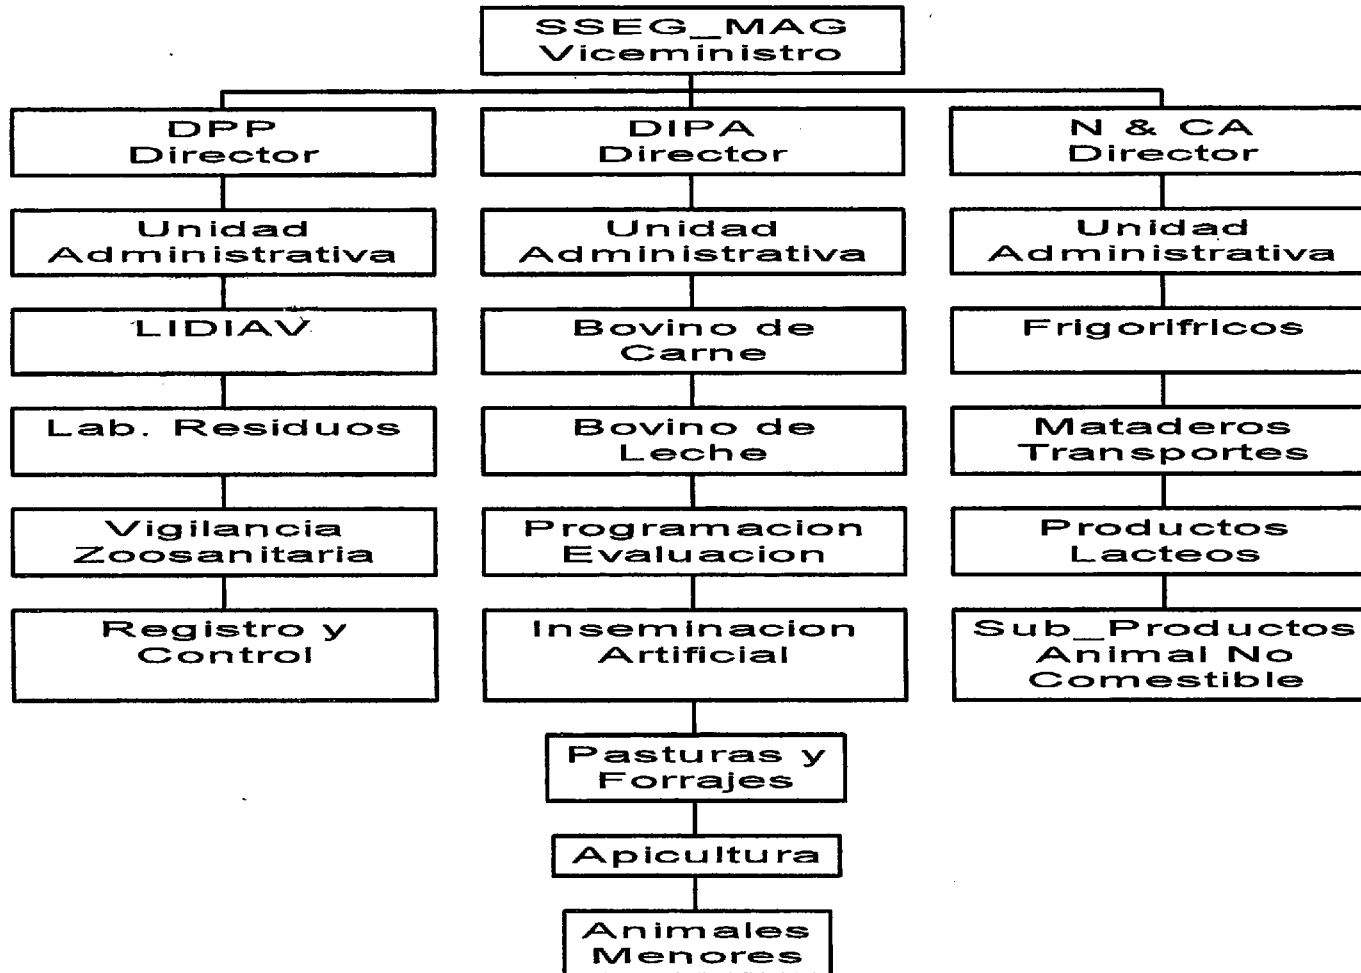 SSEG_MAG
Viceministro
DPP
Director
DIPA
Director
N & CA
Director
Unidad
Administrativa
Unidad
Administrativa
Unidad
Administrativa
LIDIAV
Bovino de
Carne
Frigorifricos
Lab. Residuos
Bovino de
Leche
Mataderos
Transportes
Vigilancia
Zoosanitaria
Programacion
Evaluacion
Productos
Lacteos
Registro y
Control
Inseminacion
Artificial
Sub_Productos
Animal No
Comestible
Pasturas y
Forrajes
Apicultura
Animales
Menores